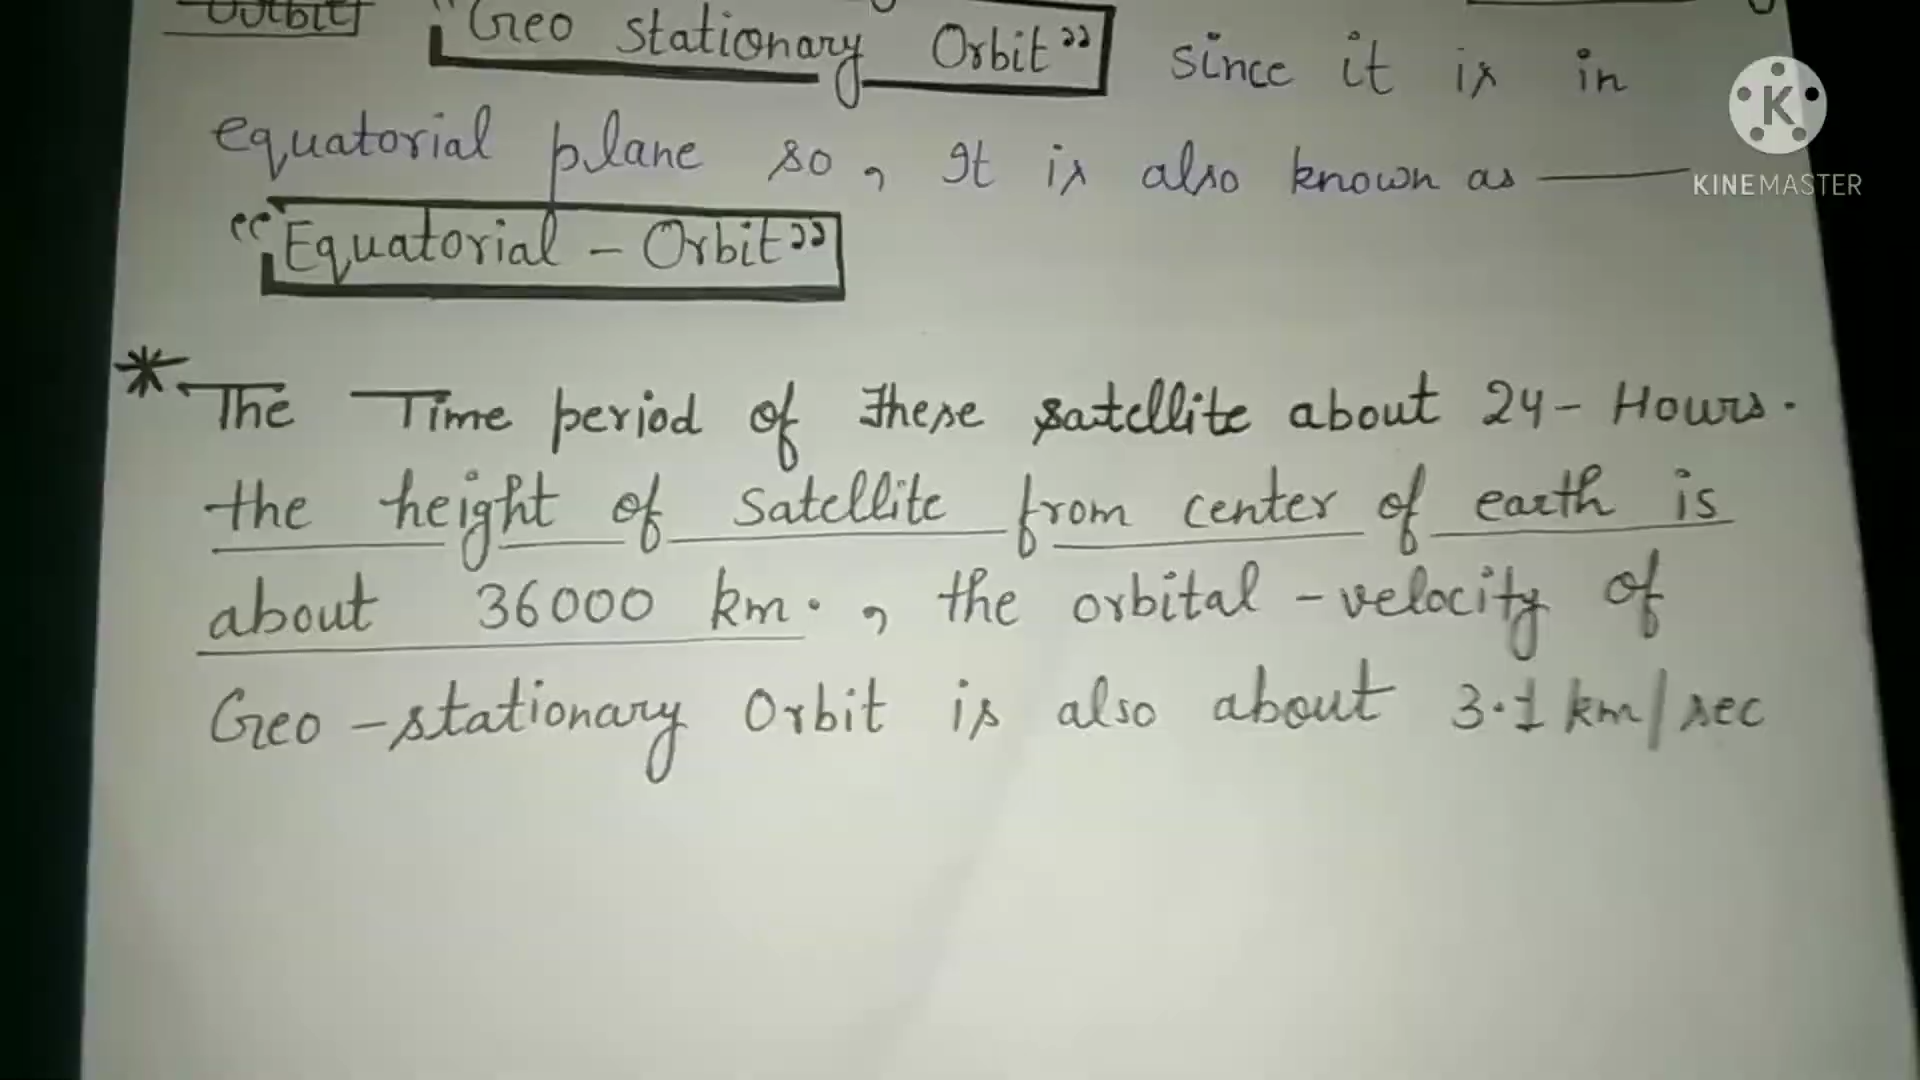 "Geo stationary Orbit" since it is in
equatorial plane so, It is also known as —
"Equatorial - Orbit"
* The Time period of these satellite about 24 - Hours.
the height of satellite from center of earth is
about 36000 km. , the orbital - velocity of
Geo - stationary Orbit is also about 3.1 km/sec
KINEMASTER